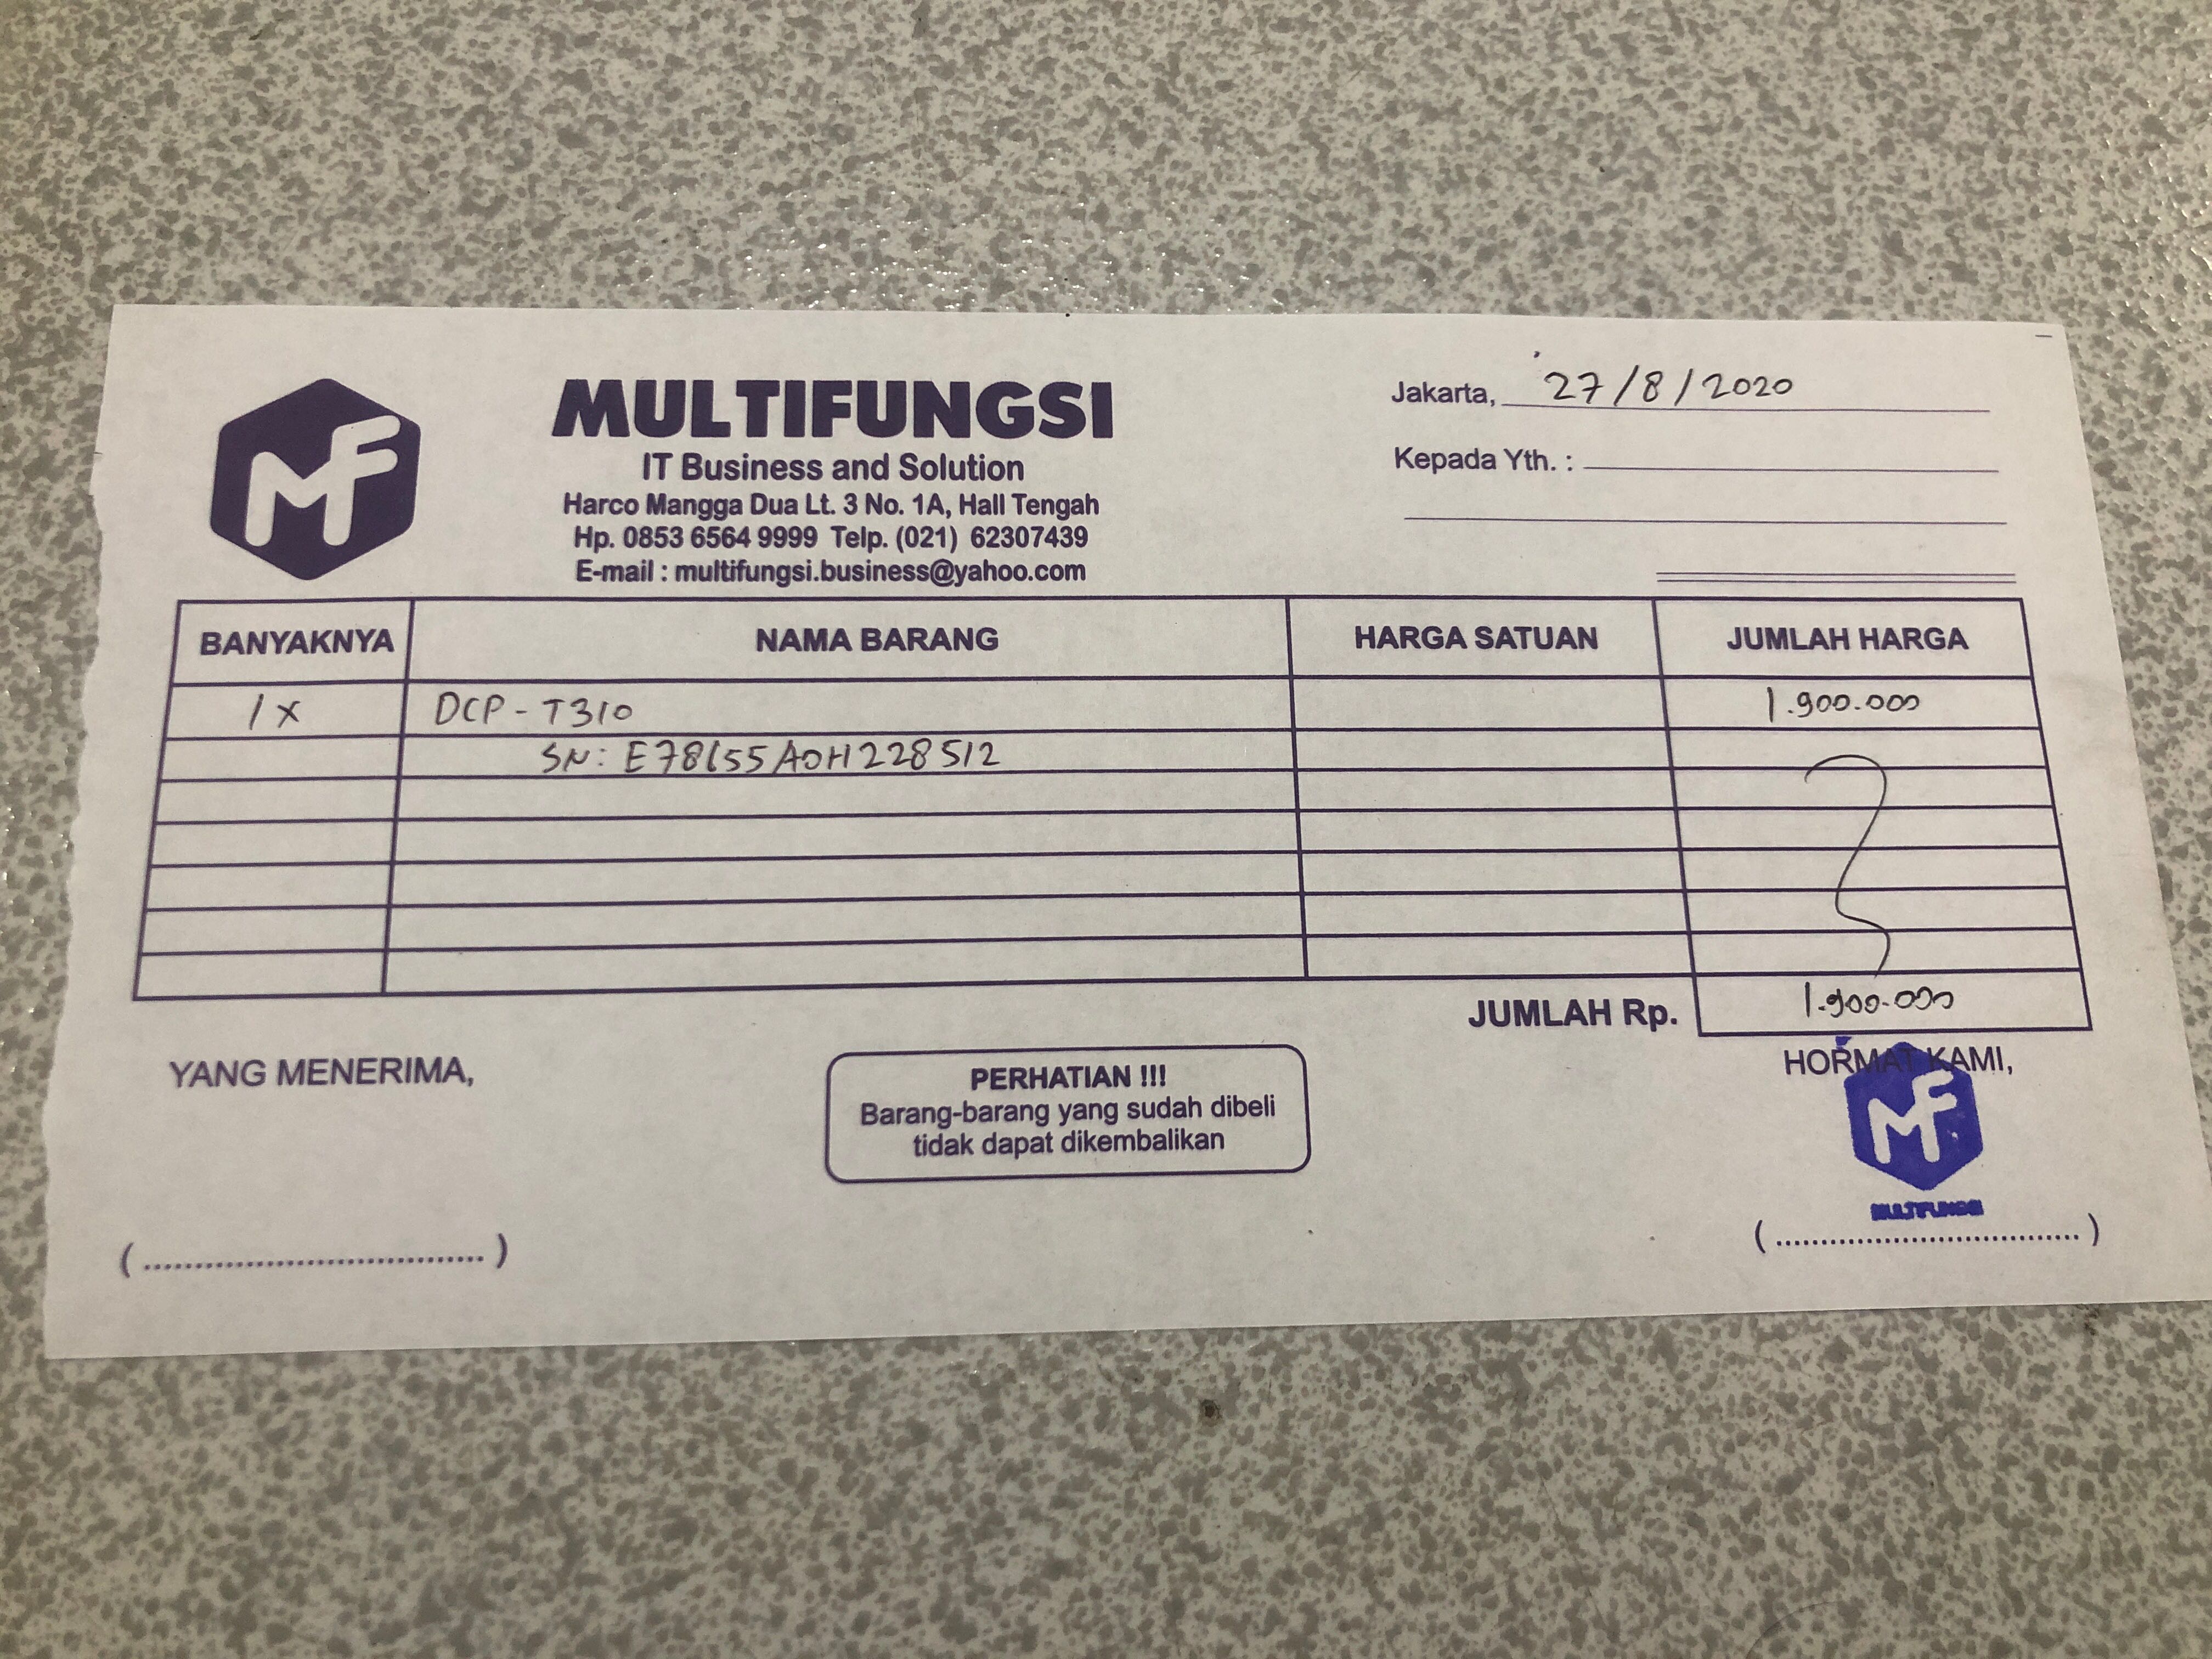 MF
MULTIFUNGSI
IT Business and Solution
Harco Mangga Dua Lt. 3 No. 1A, Hall Tengah
Hp. 0853 6564 9999 Telp. (021) 62307439
E-mail : multifungsi.business@yahoo.com
Jakarta, 27/8/2020
Kepada Yth. :
BANYAKNYA NAMA BARANG HARGA SATUAN JUMLAH HARGA
1x DCP-T310 1.900.000
SN: E78655A0H228512
JUMLAH Rp. 1.900.000
YANG MENERIMA,
PERHATIAN !!!
Barang-barang yang sudah dibeli
tidak dapat dikembalikan
HORMAT KAMI,
MF
MULTIFUNGSI
(..................................)
(..................................)